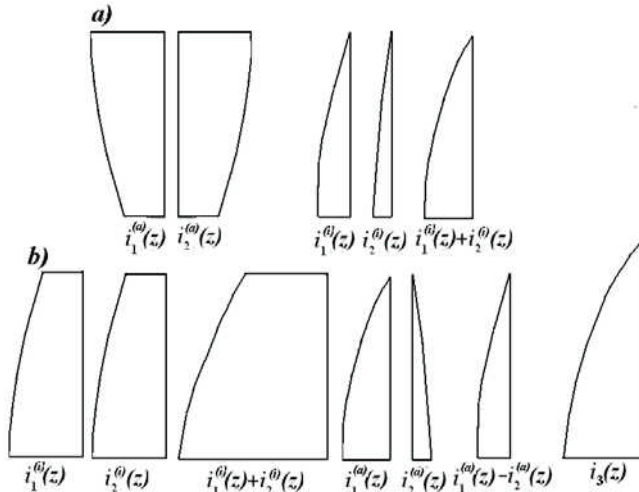 a)
i₁⁽ᵃ⁾(z) i₂⁽ᵃ⁾(z) i₁⁽ⁱ⁾(z) i₂⁽ⁱ⁾(z) i₁⁽ⁱ⁾(z)+i₂⁽ⁱ⁾(z)
b)
i₁⁽ⁱ⁾(z) i₂⁽ⁱ⁾(z) i₁⁽ⁱ⁾(z)+i₂⁽ⁱ⁾(z) i₁⁽ᵃ⁾(z) i₂⁽ᵃ⁾(z) i₁⁽ᵃ⁾(z)-i₂⁽ᵃ⁾(z) i₃(z)